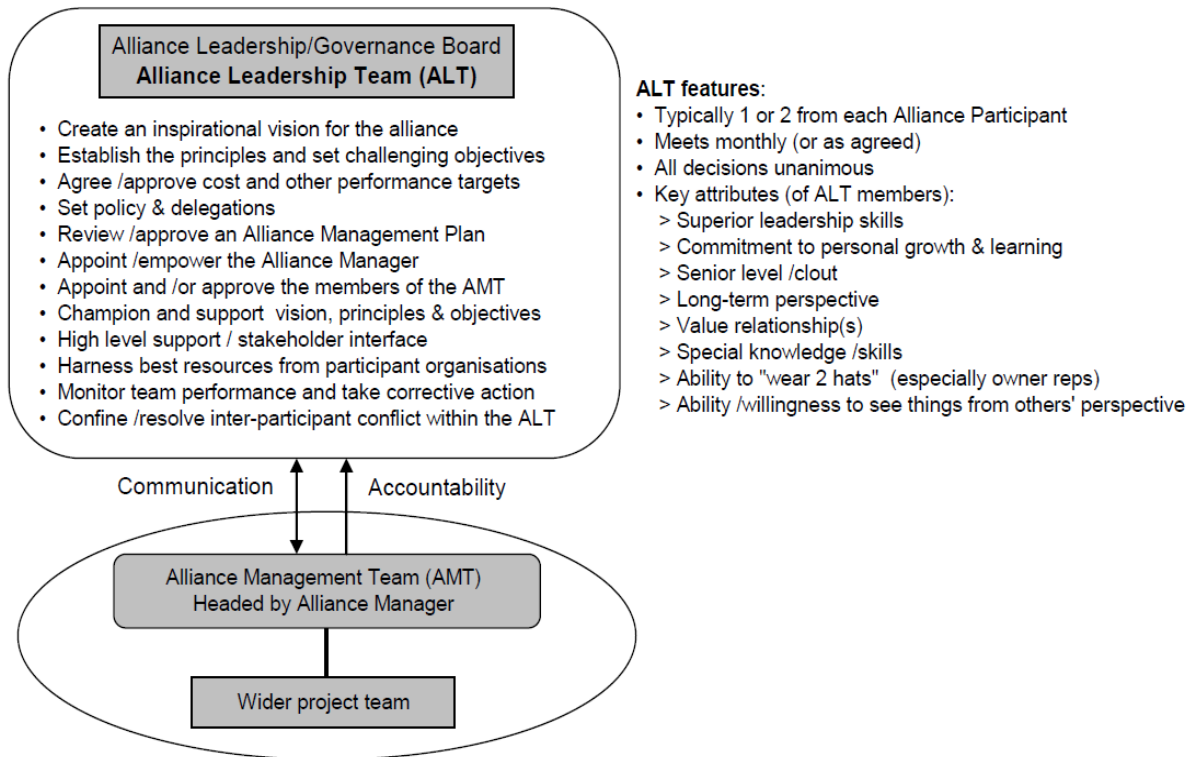 Alliance Leadership/Governance Board
Alliance Leadership Team (ALT)
• Create an inspirational vision for the alliance
• Establish the principles and set challenging objectives
• Agree /approve cost and other performance targets
• Set policy & delegations
• Review /approve an Alliance Management Plan
• Appoint /empower the Alliance Manager
• Appoint and /or approve the members of the AMT
• Champion and support vision, principles & objectives
• High level support / stakeholder interface
• Harness best resources from participant organisations
• Monitor team performance and take corrective action
• Confine /resolve inter-participant conflict within the ALT
ALT features:
• Typically 1 or 2 from each Alliance Participant
• Meets monthly (or as agreed)
• All decisions unanimous
• Key attributes (of ALT members):
> Superior leadership skills
> Commitment to personal growth & learning
> Senior level /clout
> Long-term perspective
> Value relationship(s)
> Special knowledge /skills
> Ability to "wear 2 hats" (especially owner reps)
> Ability /willingness to see things from others' perspective
Communication
Accountability
Alliance Management Team (AMT)
Headed by Alliance Manager
Wider project team